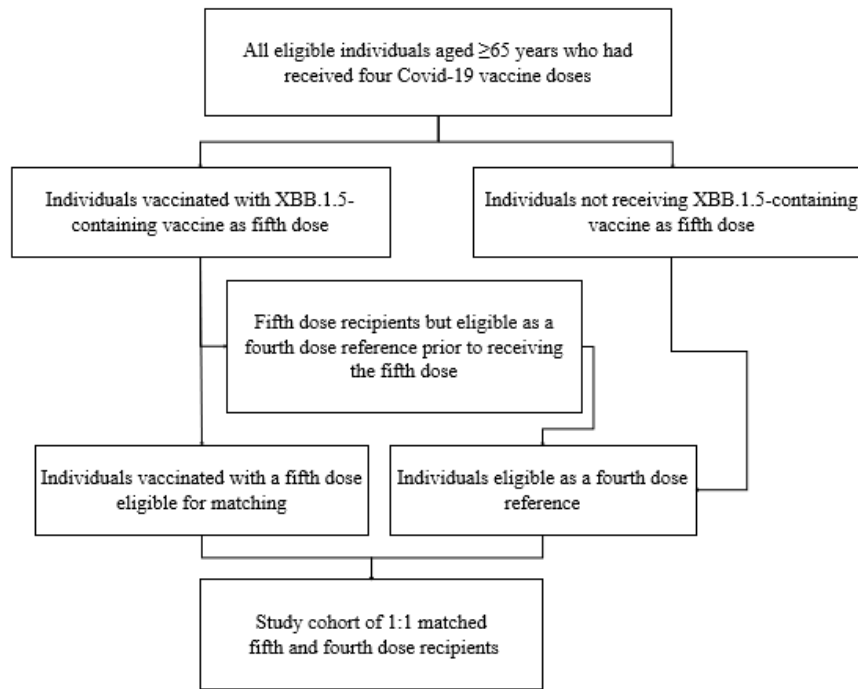 All eligible individuals aged ≥65 years who had
received four Covid-19 vaccine doses
Individuals vaccinated with XBB.1.5-
containing vaccine as fifth dose
Individuals not receiving XBB.1.5-containing
vaccine as fifth dose
Fifth dose recipients but eligible as a
fourth dose reference prior to receiving
the fifth dose
Individuals vaccinated with a fifth dose
eligible for matching
Individuals eligible as a fourth dose
reference
Study cohort of 1:1 matched
fifth and fourth dose recipients